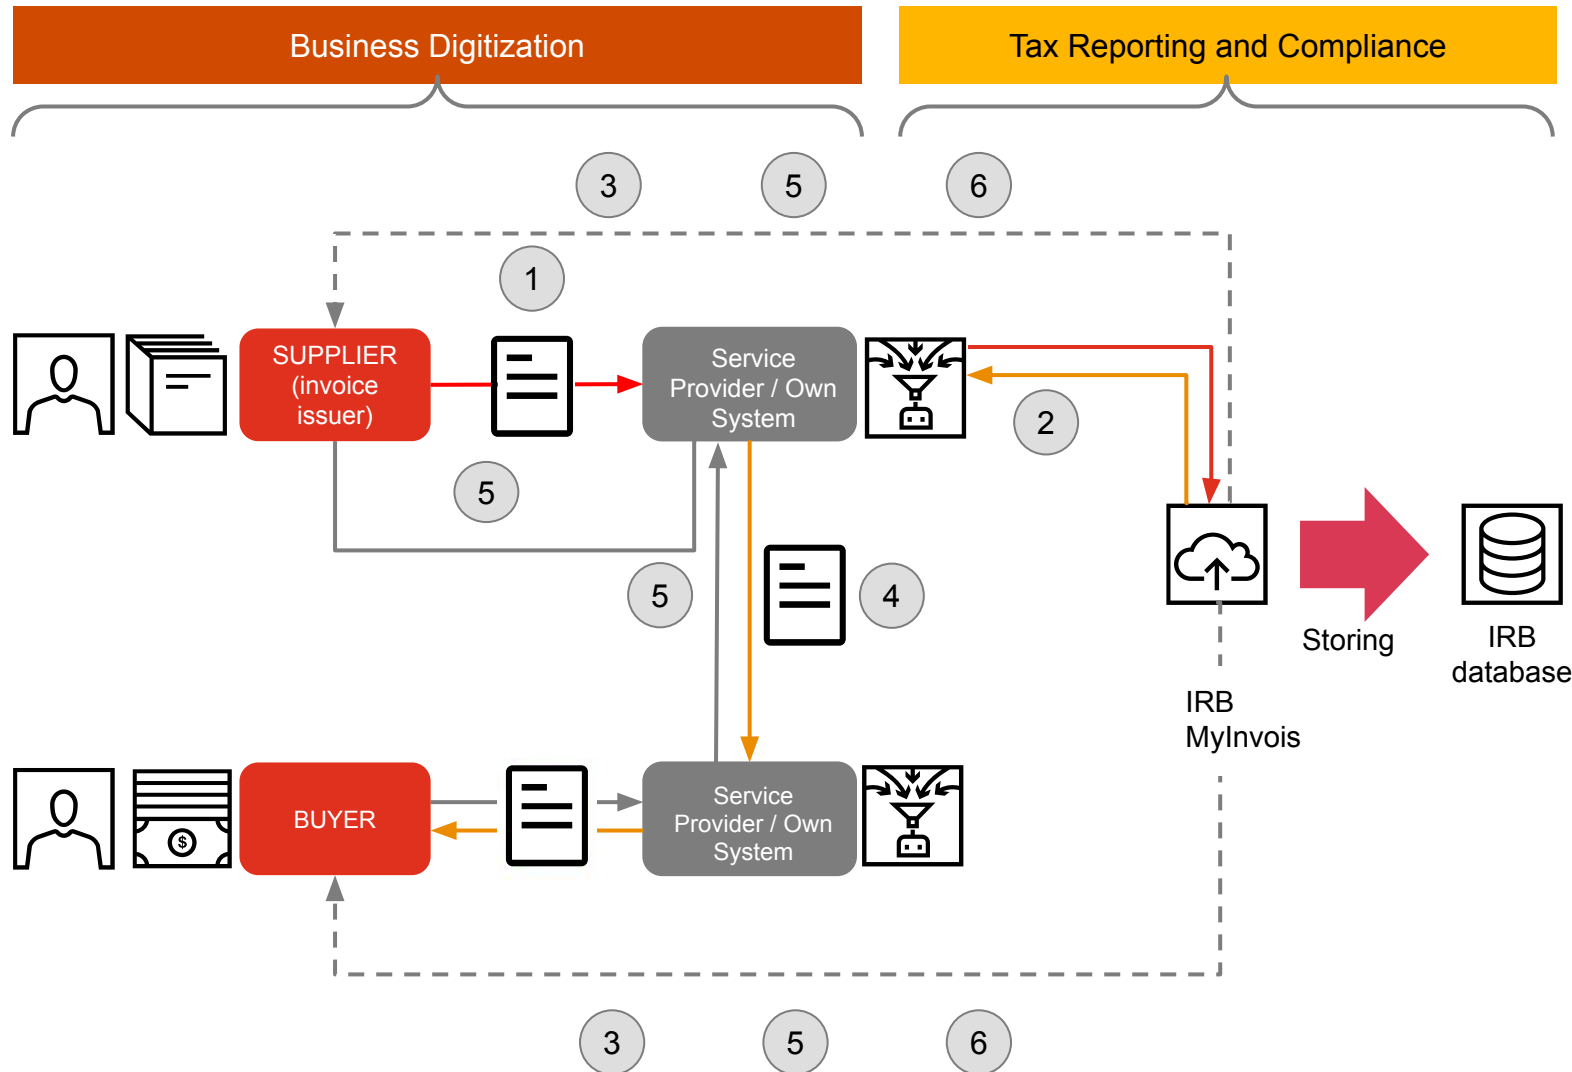 Business Digitization
Tax Reporting and Compliance
3
5
6
1
SUPPLIER
(invoice
issuer)
Service
Provider / Own
System
2
5
5
4
Storing
IRB
database
IRB
MyInvois
BUYER
$
Service
Provider / Own
System
3
5
6